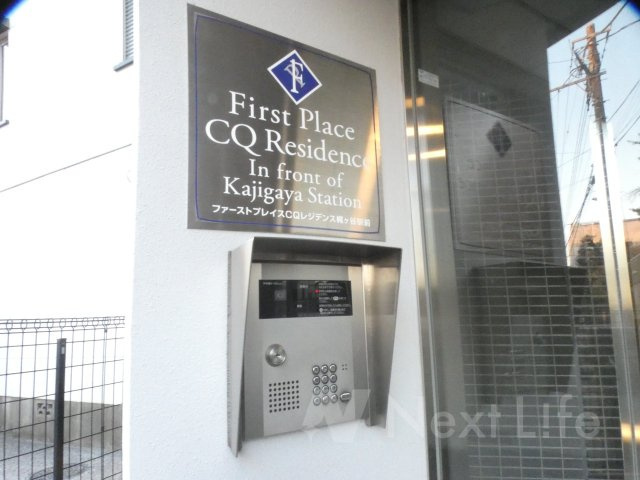 First Place
CQ Residence
In front of
Kajigaya Station
ファーストプレイスCQレジデンス梶ヶ谷駅前
Next Life